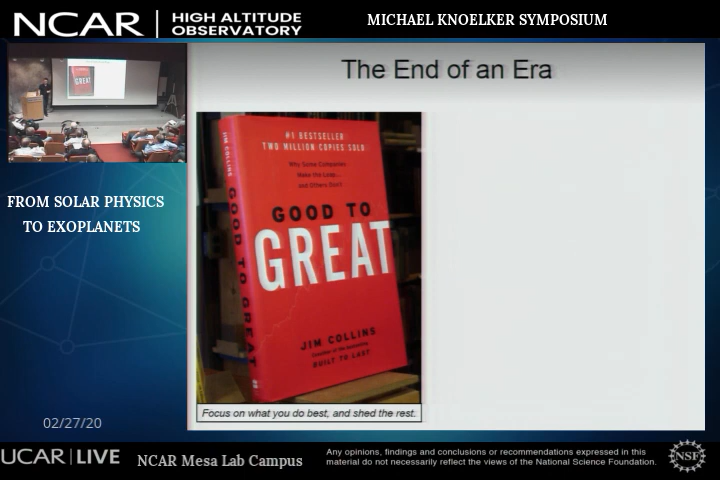 NCAR
HIGH ALTITUDE
OBSERVATORY
MICHAEL KNOELKER SYMPOSIUM
The End of an Era
FROM SOLAR PHYSICS
TO EXOPLANETS
#1 BESTSELLER
TWO MILLION COPIES SOLD
Why Some Companies
Make the Leap...
and Others Don't
GOOD TO
GREAT
JIM COLLINS
BUILT TO LAST
JIM COLLINS
GOOD TO GREAT
Focus on what you do best, and shed the rest.
02/27/20
UCAR|LIVE
NCAR Mesa Lab Campus
Any opinions, findings and conclusions or recommendations expressed in this
material do not necessarily reflect the views of the National Science Foundation.
NSF